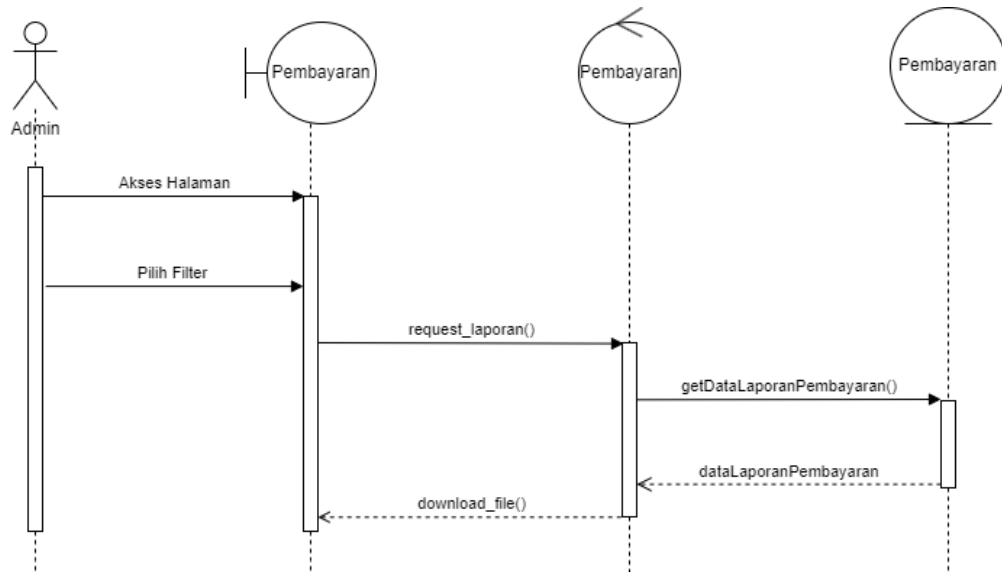 Pembayaran
Pembayaran
Pembayaran
Admin
Akses Halaman
Pilih Filter
request_laporan()
getDataLaporanPembayaran()
dataLaporanPembayaran
download_file()